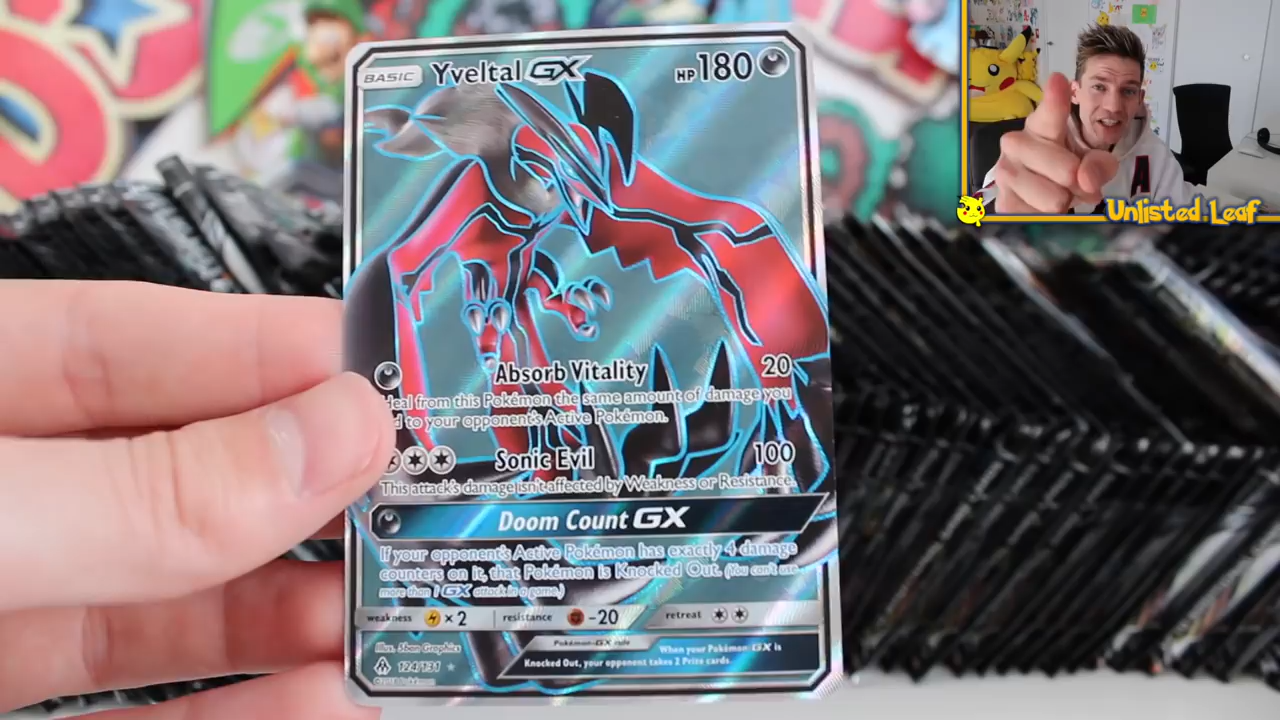 BASIC Yveltal GX HP 180
Unlisted Leaf
A
Absorb Vitality 20
Heal from this Pokémon the same amount of damage you
d to your opponent's Active Pokémon.
Sonic Evil 100
This attack's damage isn't affected by Weakness or Resistance.
Doom Count GX
If your opponent's Active Pokémon has exactly 4 damage
counters on it, that Pokémon is Knocked Out. (You can't use
more than 1 GX attack in a game.)
weakness ×2 resistance -20 retreat
Illus. 5ban Graphics Pokémon-GX rule When your Pokémon-GX is
124/131 Knocked Out, your opponent takes 2 Prize cards.
©2018 Pokémon